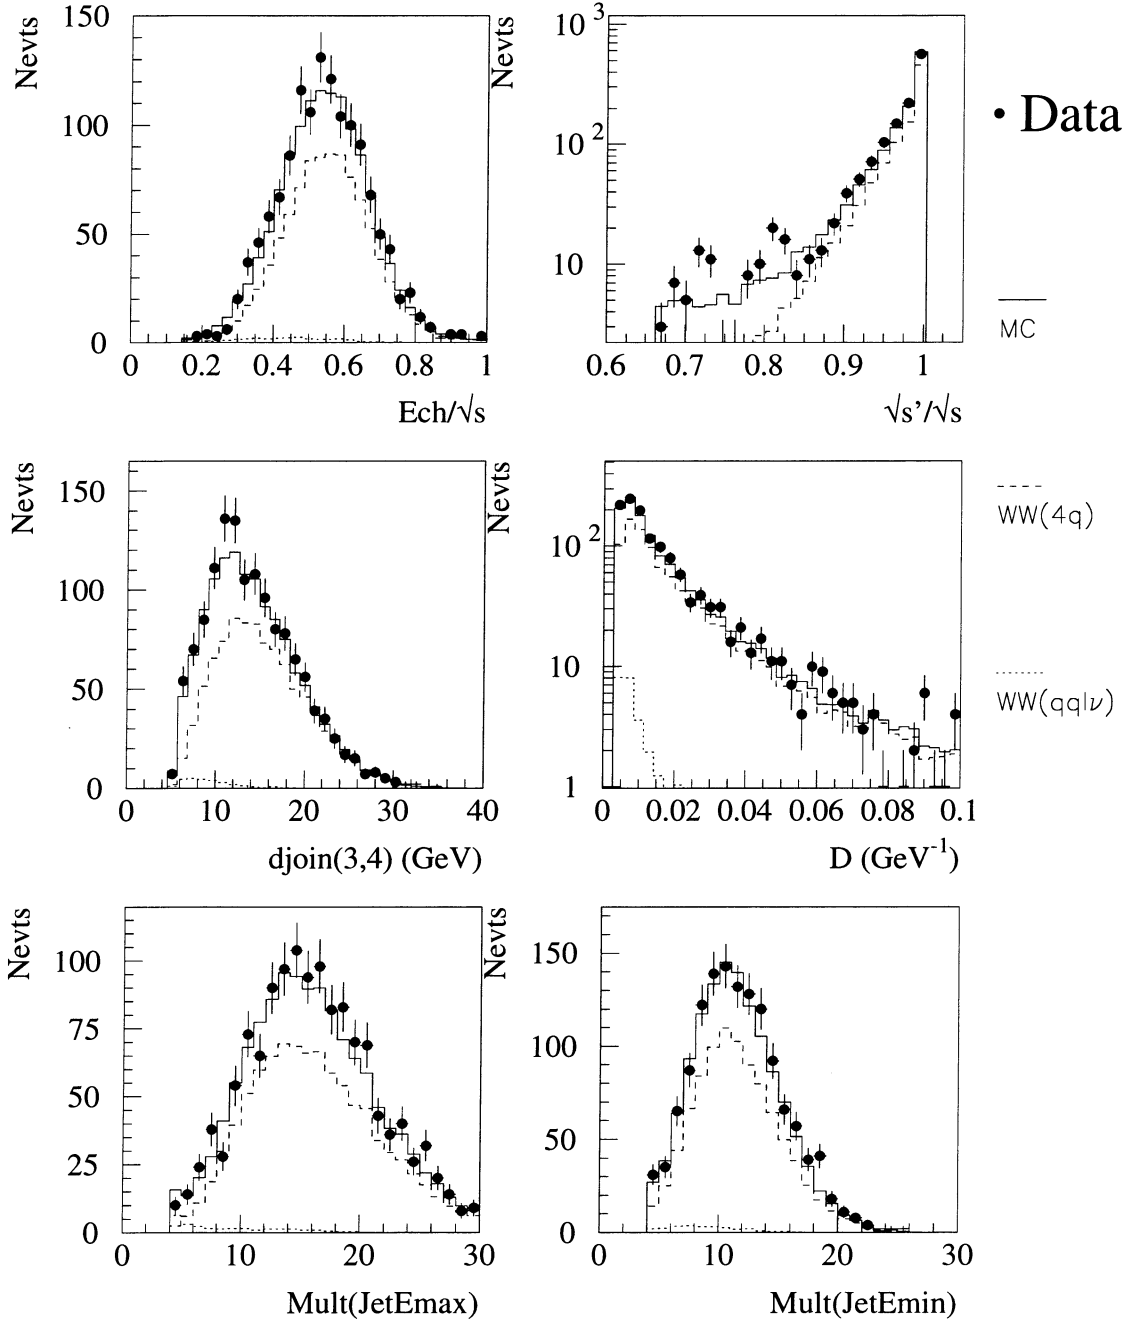 Nevts
150
100
50
0
0 0.2 0.4 0.6 0.8 1
Ech/√s
Nevts
10 3
10 2
10
0.6 0.7 0.8 0.9 1
√s’/√s
• Data
MC
WW(4q)
WW(qqlν)
Nevts
150
100
50
0
0 10 20 30 40
djoin(3,4) (GeV)
Nevts
10 2
10
1
0 0.02 0.04 0.06 0.08 0.1
D (GeV-1)
Nevts
100
75
50
25
0
0 10 20 30
Mult(JetEmax)
Nevts
150
100
50
0
0 10 20 30
Mult(JetEmin)